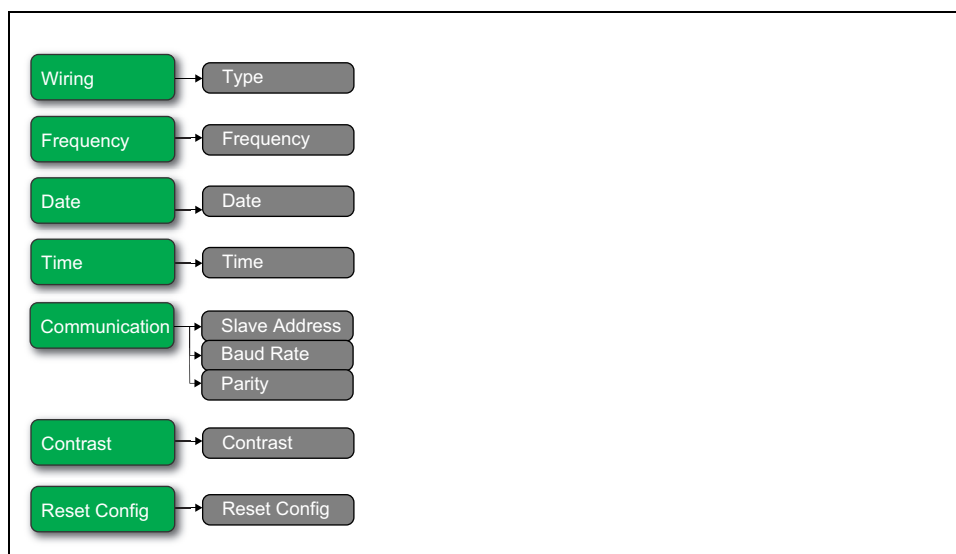 Wiring
Type
Frequency
Frequency
Date
Date
Time
Time
Communication
Slave Address
Baud Rate
Parity
Contrast
Contrast
Reset Config
Reset Config